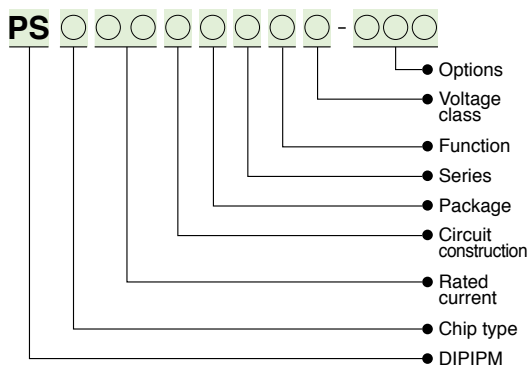 PS ○ ○○ ○ ○ ○ ○ ○ - ○○○
Options
Voltage
class
Function
Series
Package
Circuit
construction
Rated
current
Chip type
DIPIPM